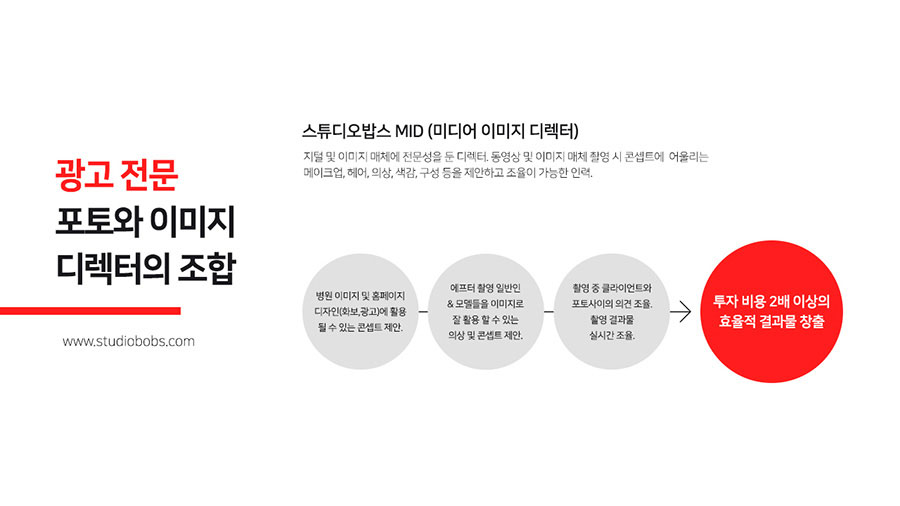 광고 전문
포토와 이미지
디렉터의 조합
www.studiobobs.com
스튜디오밥스 MID (미디어 이미지 디렉터)
지털 및 이미지 매체에 전문성을 둔 디렉터. 동영상 및 이미지 매체 촬영 시 콘셉트에 어울리는
메이크업, 헤어, 의상, 색감, 구성 등을 제안하고 조율이 가능한 인력.
병원 이미지 및 홈페이지
디자인(화보,광고)에 활용
될 수 있는 콘셉트 제안.
에프터 촬영 일반인
& 모델들을 이미지로
잘 활용 할 수 있는
의상 및 콘셉트 제안.
촬영 중 클라이언트와
포토사이의 의견 조율.
촬영 결과물
실시간 조율.
투자 비용 2배 이상의
효율적 결과물 창출